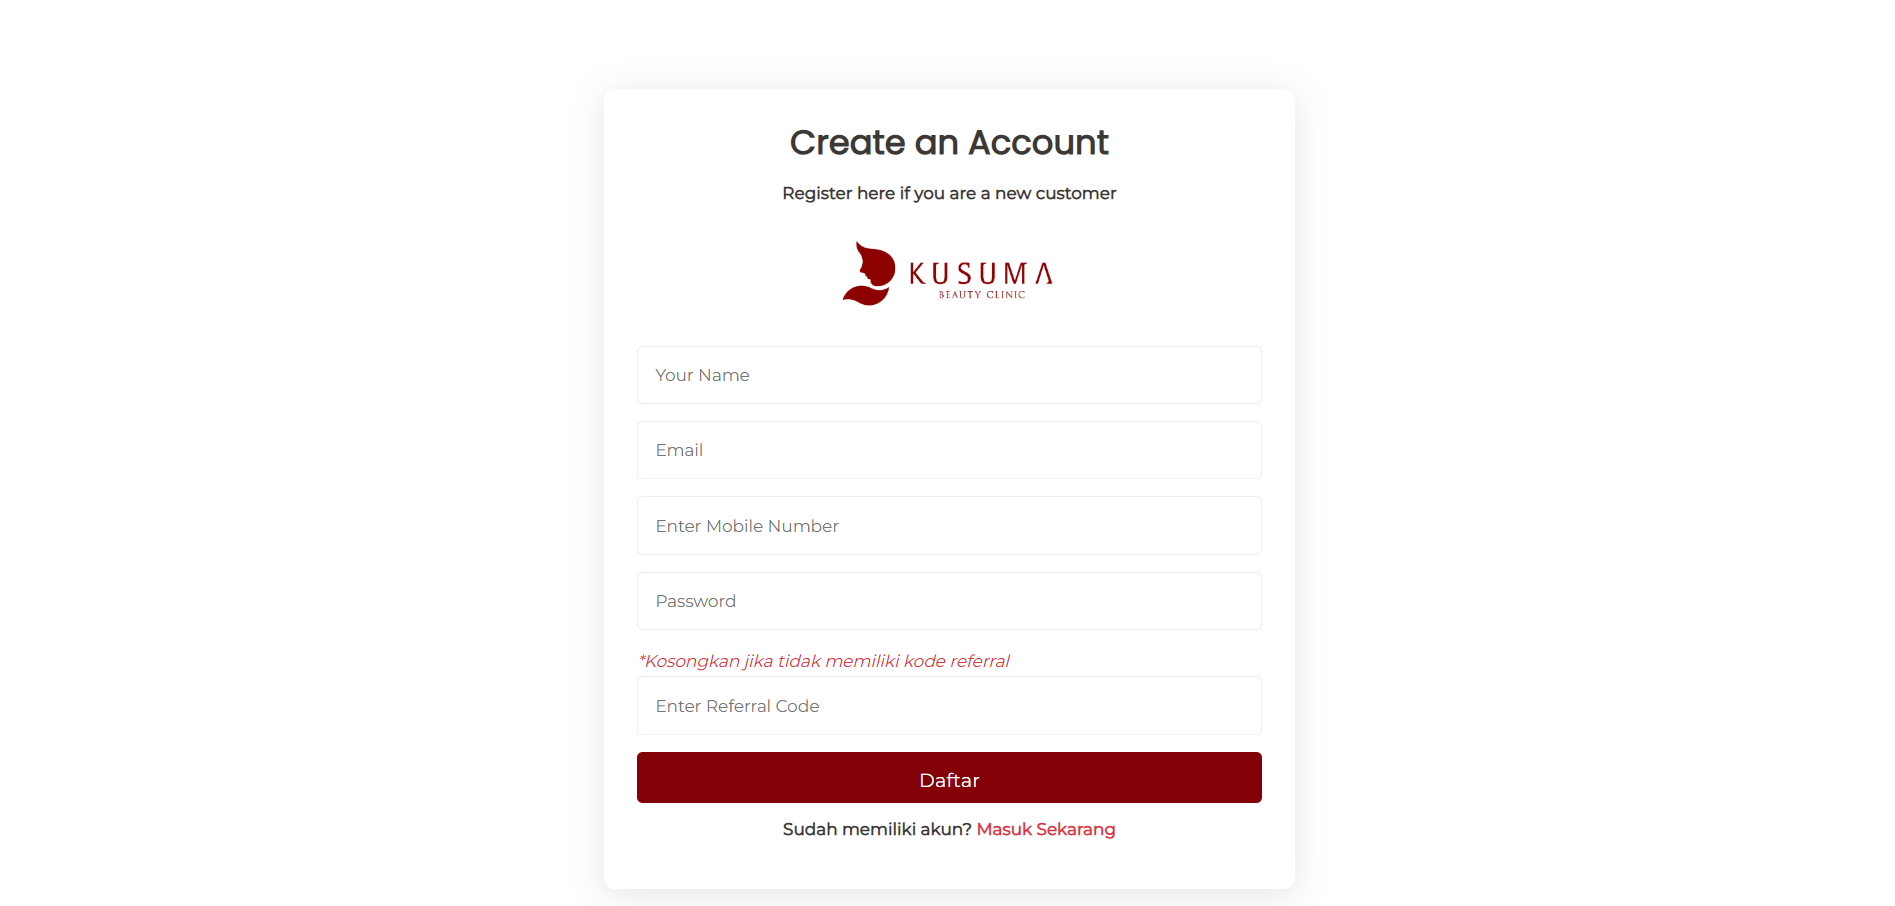 Create an Account
Register here if you are a new customer
KUSUMA
BEAUTY CLINIC
Your Name
Email
Enter Mobile Number
Password
*Kosongkan jika tidak memiliki kode referral
Enter Referral Code
Daftar
Sudah memiliki akun? Masuk Sekarang